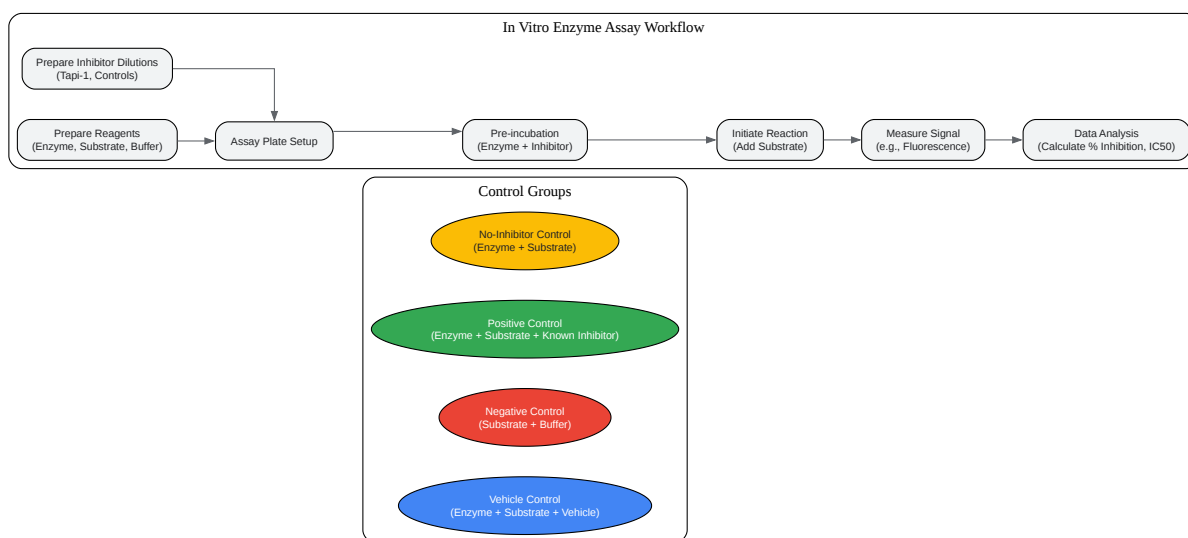 In Vitro Enzyme Assay Workflow
Prepare Inhibitor Dilutions
(Tapi-1, Controls)
Prepare Reagents
(Enzyme, Substrate, Buffer)
Assay Plate Setup
Pre-incubation
(Enzyme + Inhibitor)
Initiate Reaction
(Add Substrate)
Measure Signal
(e.g., Fluorescence)
Data Analysis
(Calculate % Inhibition, IC50)
Control Groups
No-Inhibitor Control
(Enzyme + Substrate)
Positive Control
(Enzyme + Substrate + Known Inhibitor)
Negative Control
(Substrate + Buffer)
Vehicle Control
(Enzyme + Substrate + Vehicle)